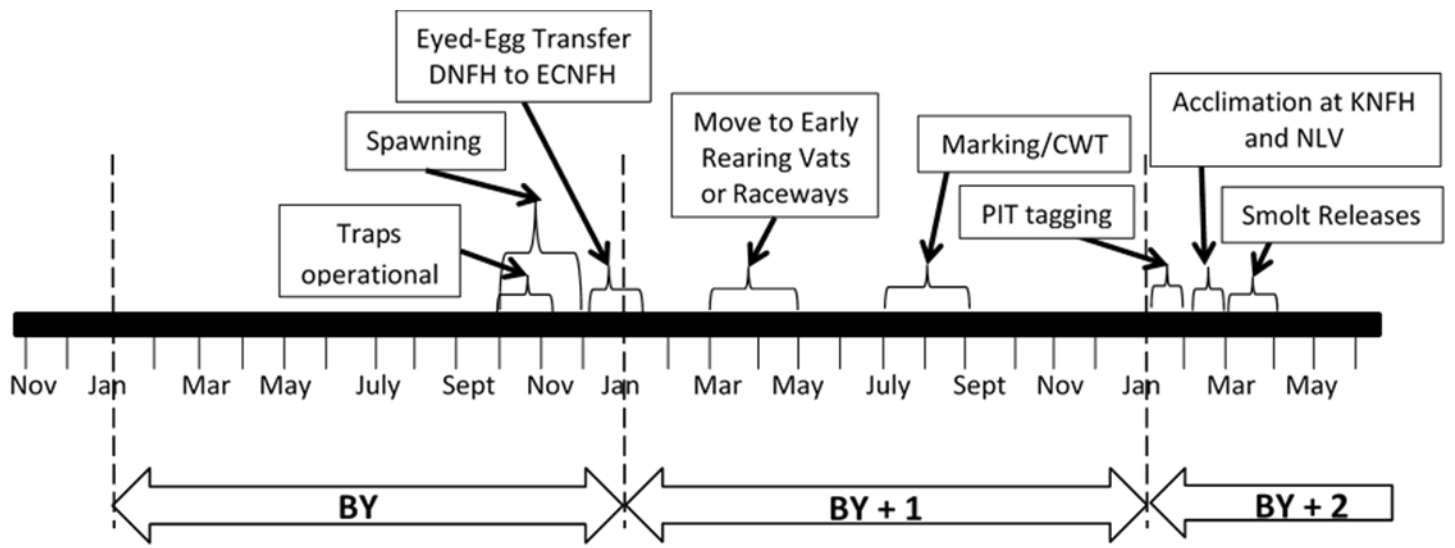 Eyed-Egg Transfer
DNFH to ECNFH
Spawning
Traps
operational
Move to Early
Rearing Vats
or Raceways
Marking/CWT
PIT tagging
Acclimation at KNFH
and NLV
Smolt Releases
Nov Jan Mar May July Sept Nov Jan Mar May July Sept Nov Jan Mar May
BY BY + 1 BY + 2